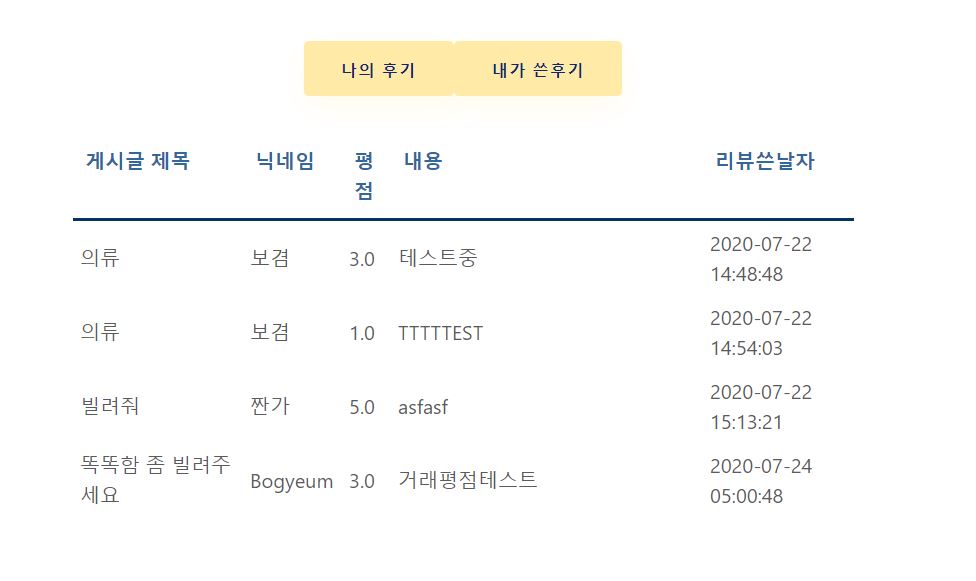 나의 후기 내가 쓴후기
게시글 제목 닉네임 평점 내용 리뷰쓴날자
의류 보겸 3.0 테스트중 2020-07-22 14:48:48
의류 보겸 1.0 TTTTTEST 2020-07-22 14:54:03
빌려줘 짠가 5.0 asfasf 2020-07-22 15:13:21
똑똑함 좀 빌려주세요 Bogyeum 3.0 거래평점테스트 2020-07-24 05:00:48